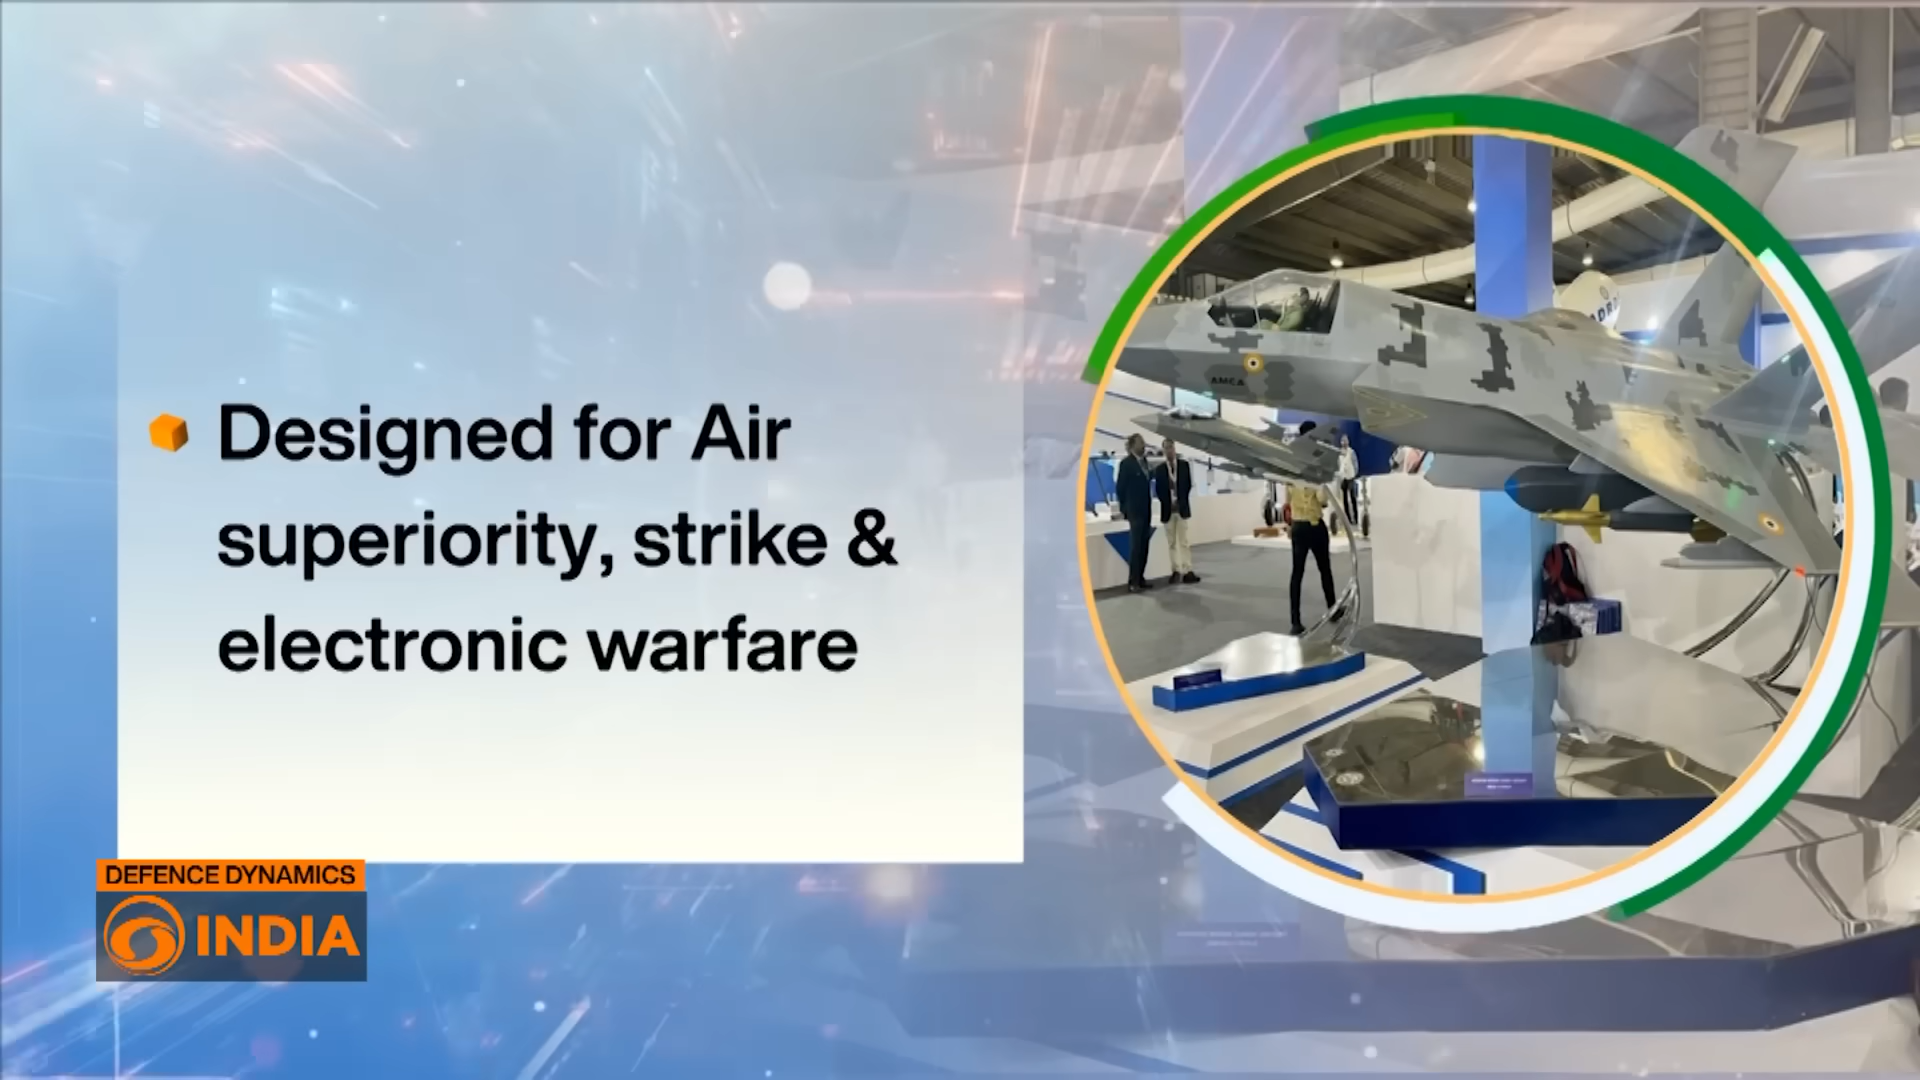 Designed for Air
superiority, strike &
electronic warfare
AMCA
DEFENCE DYNAMICS
INDIA